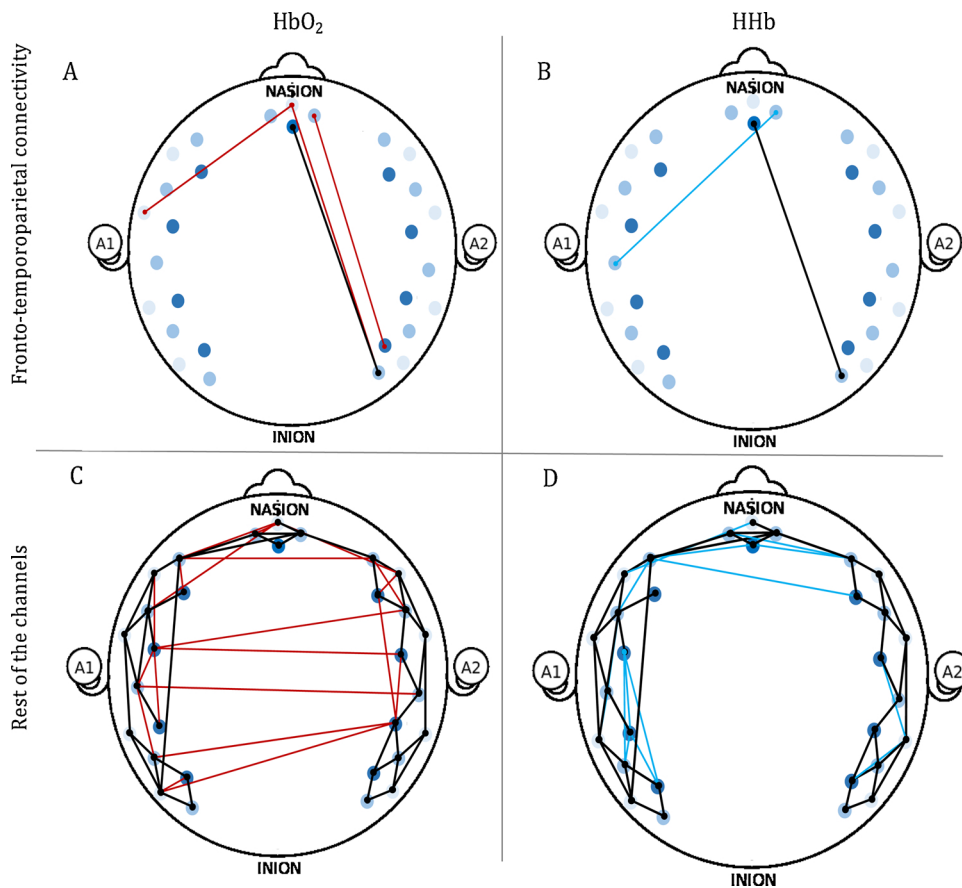 HbO₂
HHb
Fronto-temporoparietal connectivity
A
NASION
A1
A2
INION
B
NASION
A1
A2
INION
Rest of the channels
C
NASION
A1
A2
INION
D
NASION
A1
A2
INION